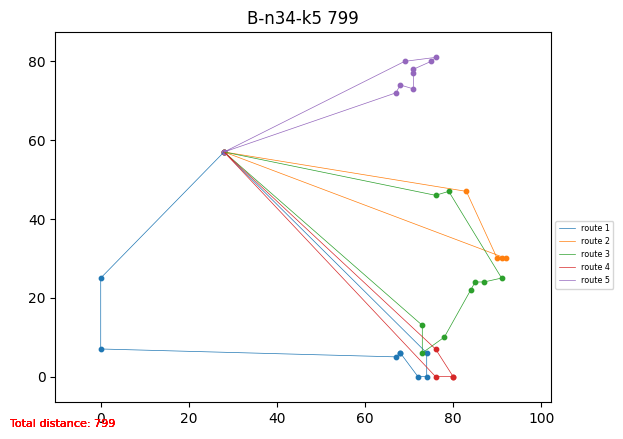 B-n34-k5 799
80
60
40
20
0
0 20 40 60 80 100
route 1
route 2
route 3
route 4
route 5
Total distance: 799